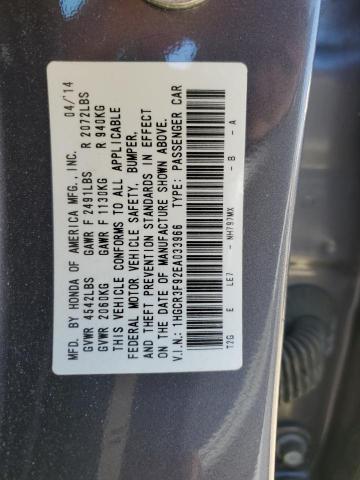 MFD. BY HONDA OF AMERICA MFG., INC. 04/'14
GVWR 4542LBS GAWR F 2491LBS R 2072LBS
GVWR 2060KG GAWR F 1130KG R 940KG
THIS VEHICLE CONFORMS TO ALL APPLICABLE
FEDERAL MOTOR VEHICLE SAFETY, BUMPER,
AND THEFT PREVENTION STANDARDS IN EFFECT
ON THE DATE OF MANUFACTURE SHOWN ABOVE.
V.I.N.: 1HGCR3F92EA033966 TYPE: PASSENGER CAR
T2G E LE7 - NH797MX - B - A